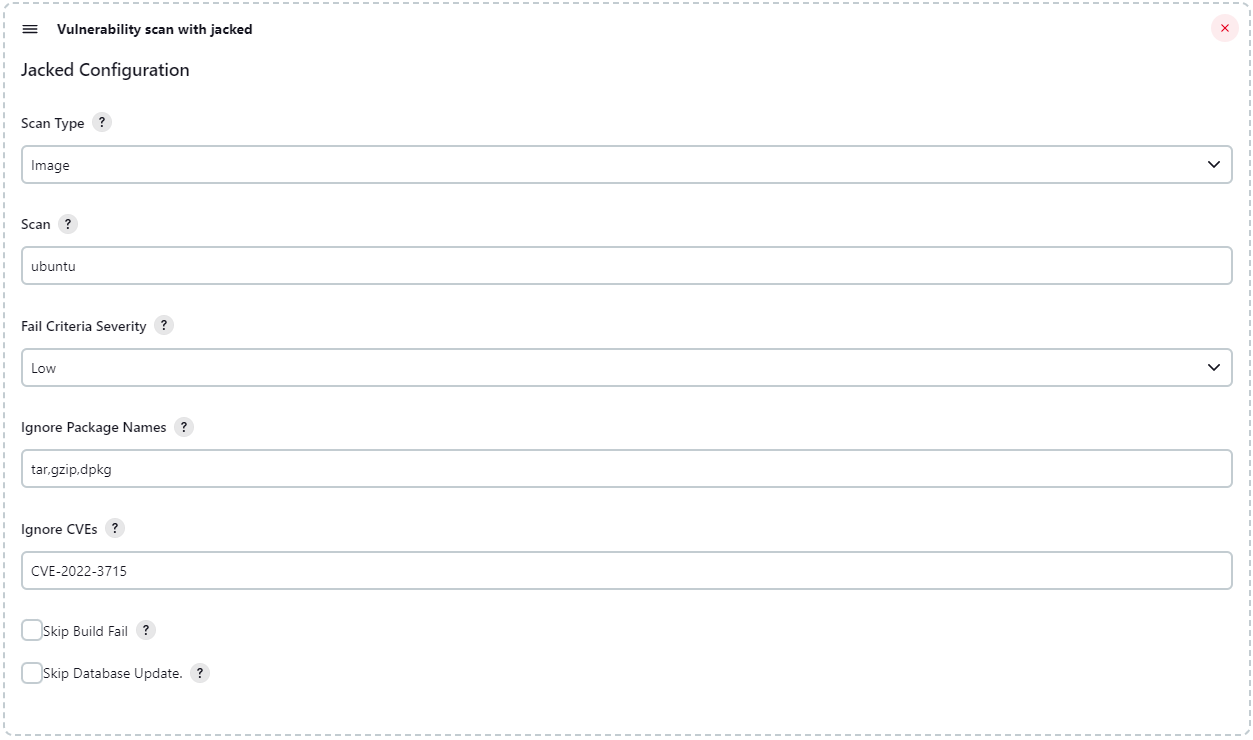 Vulnerability scan with jacked
Jacked Configuration
Scan Type ?
Image
Scan ?
ubuntu
Fail Criteria Severity ?
Low
Ignore Package Names ?
tar,gzip,dpkg
Ignore CVEs ?
CVE-2022-3715
Skip Build Fail ?
Skip Database Update. ?